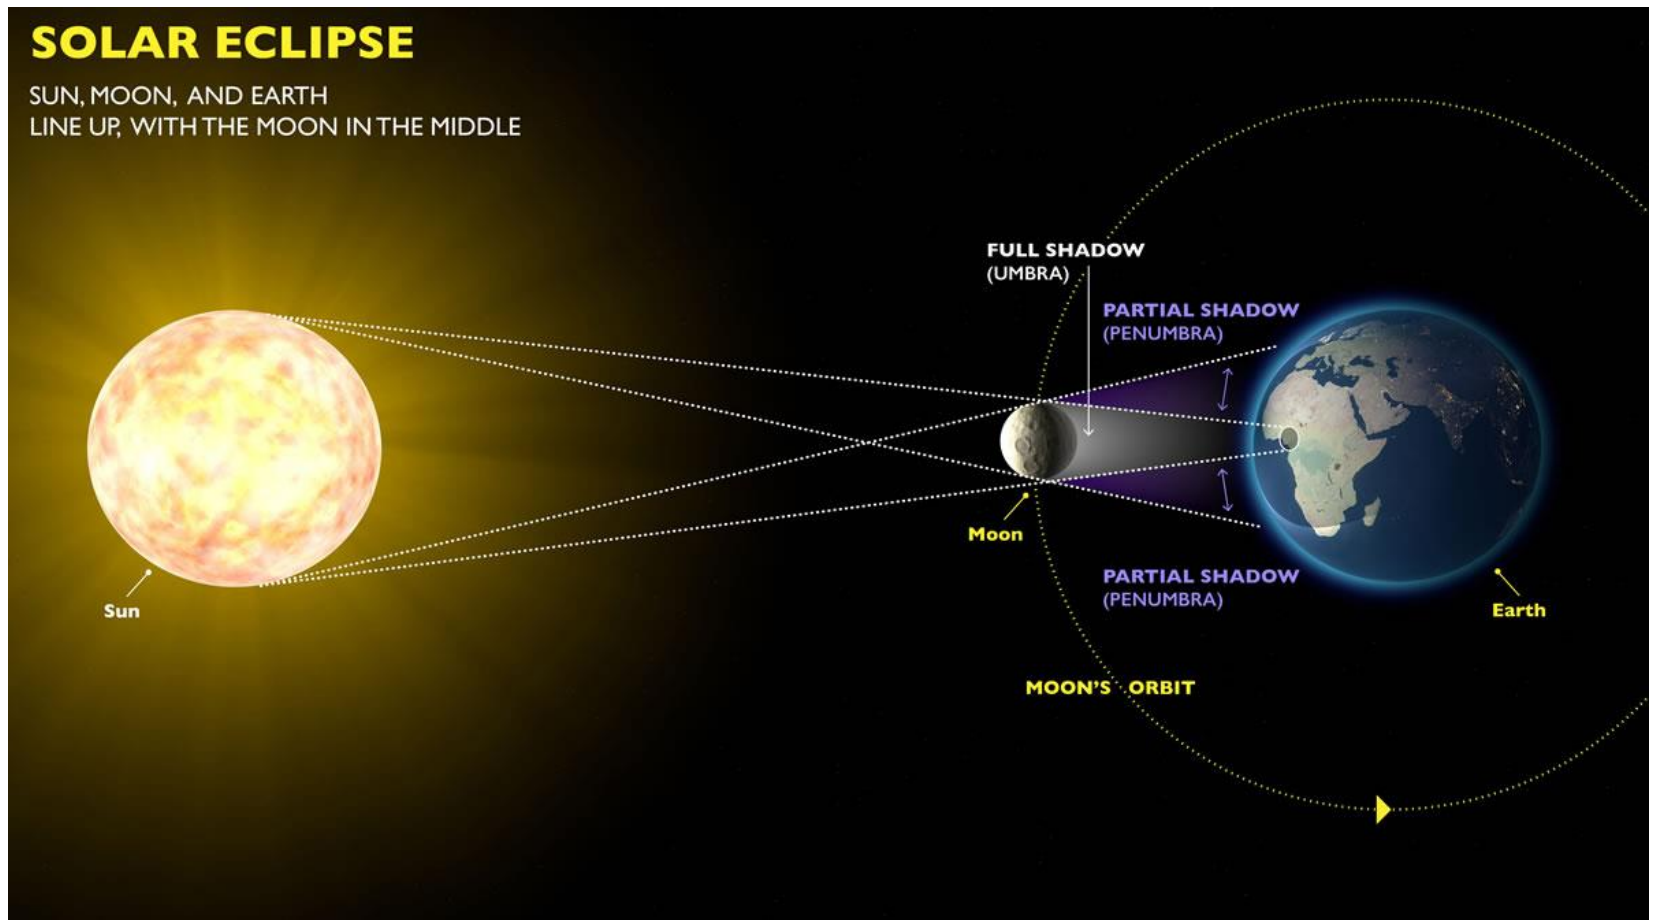 SOLAR ECLIPSE
SUN, MOON, AND EARTH
LINE UP, WITH THE MOON IN THE MIDDLE
FULL SHADOW
(UMBRA)
PARTIAL SHADOW
(PENUMBRA)
Moon
PARTIAL SHADOW
(PENUMBRA)
Sun
Earth
MOON'S ORBIT